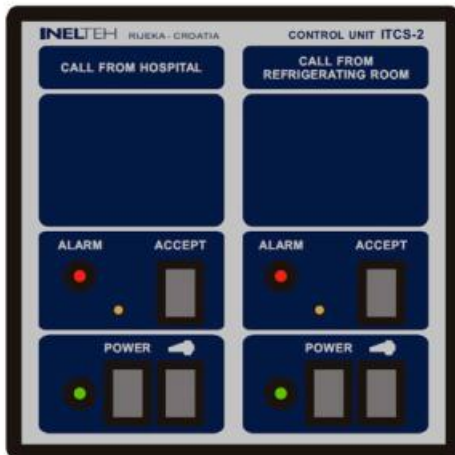 INELTEH RIJEKA - CROATIA CONTROL UNIT ITCS-2
CALL FROM HOSPITAL
CALL FROM
REFRIGERATING ROOM
ALARM ACCEPT
ALARM ACCEPT
POWER
POWER